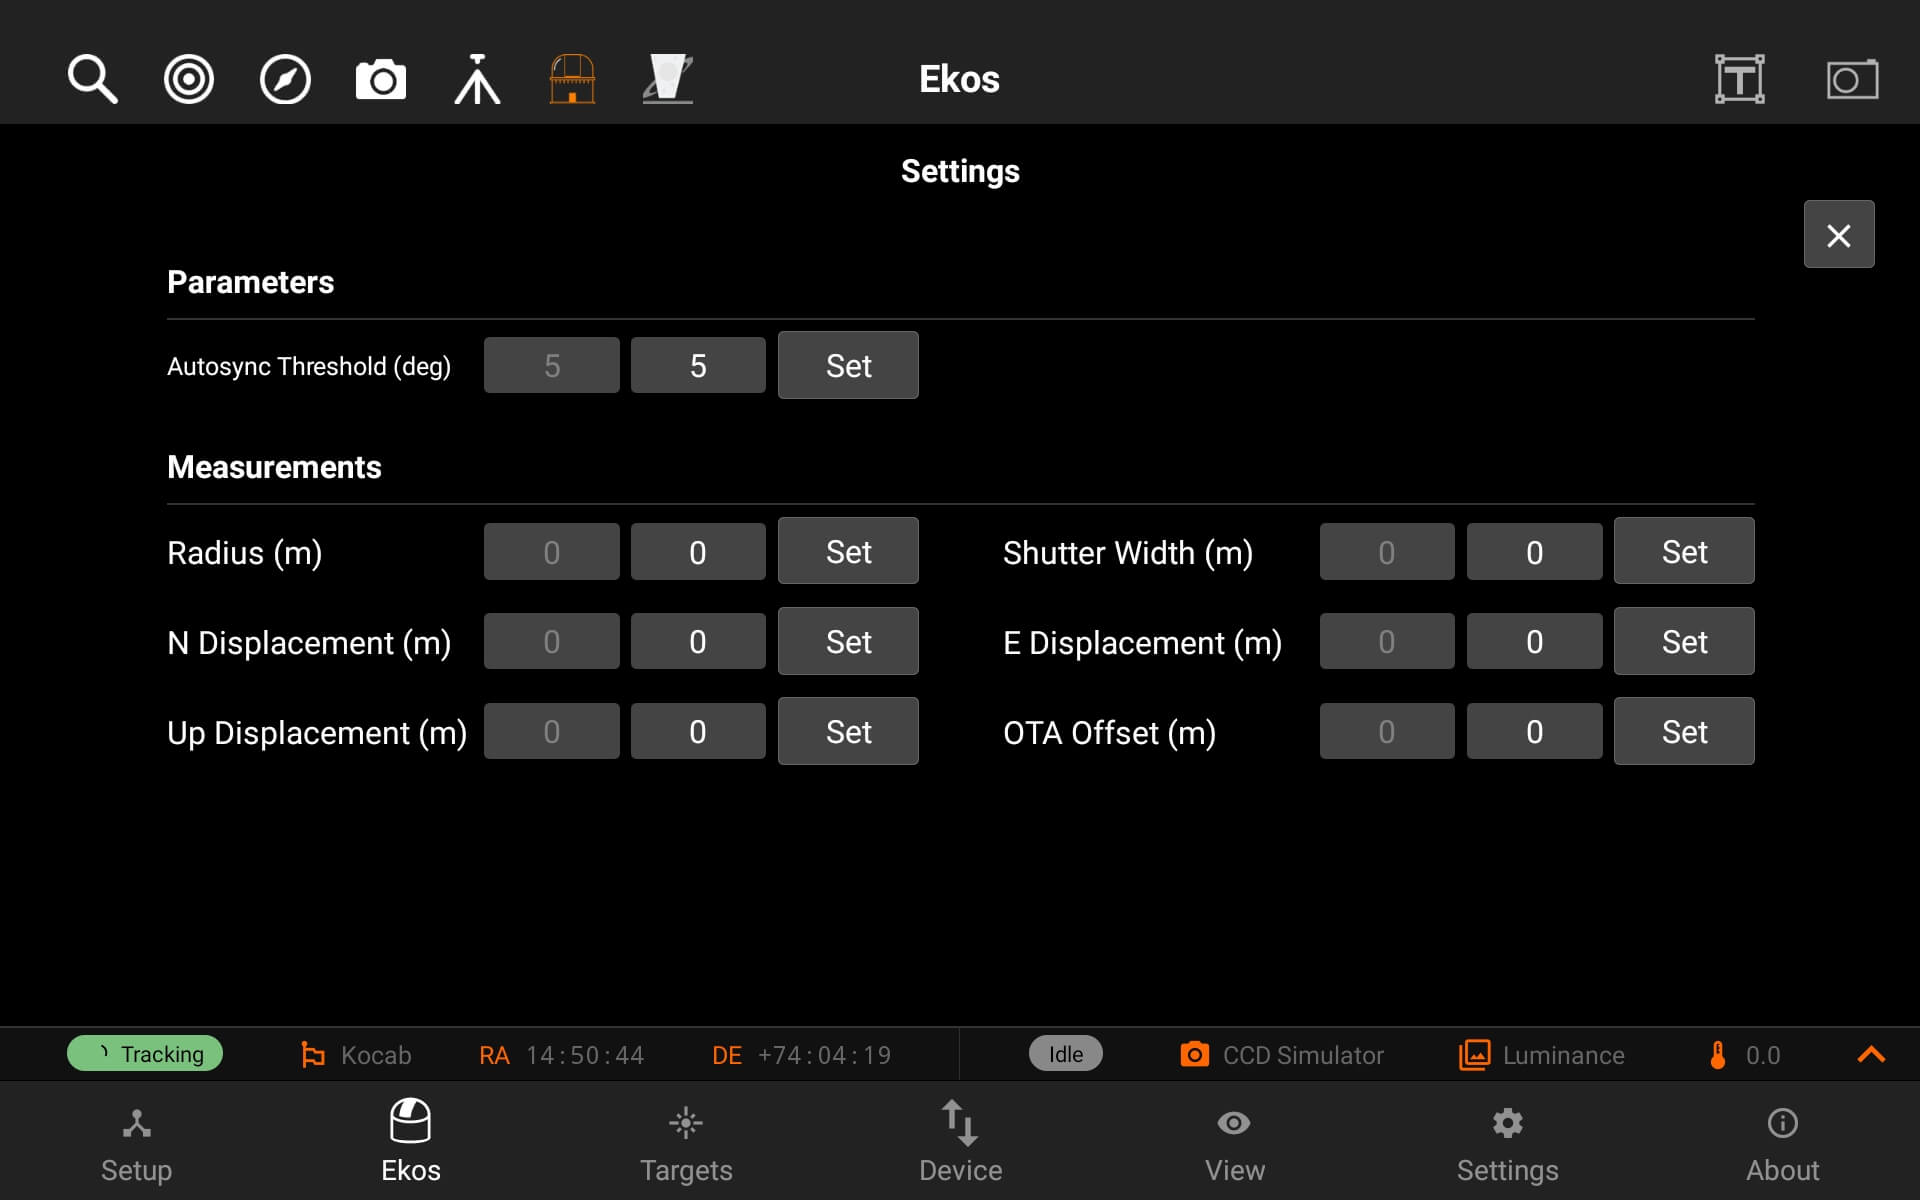 Ekos
Settings
Parameters
Autosync Threshold (deg) 5 5 Set
Measurements
Radius (m) 0 0 Set Shutter Width (m) 0 0 Set
N Displacement (m) 0 0 Set E Displacement (m) 0 0 Set
Up Displacement (m) 0 0 Set OTA Offset (m) 0 0 Set
Tracking Kocab RA 14:50:44 DE +74:04:19 Idle CCD Simulator Luminance 0.0
Setup Ekos Targets Device View Settings About